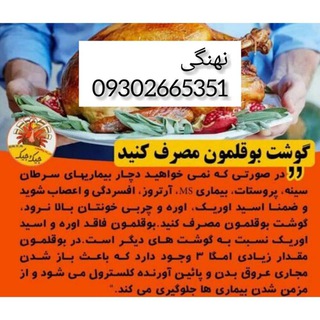 نهنگی
09302665351
گوشت بوقلمون مصرف کنید
در صورتی که نمی خواهید دچار بیماریهای سرطان
سینه، پروستات، بیماری MS، آرتروز، افسردگی و اعصاب شوید
و ضمنا اسید اوریک، اوره و چربی خونتان بالا نرود،
گوشت بوقلمون مصرف کنید.بوقلمون فاقد اوره و اسید
اوریک نسبت به گوشت های دیگر است.در بوقلمون
مقدار زیادی امگا ۳ وجود دارد که باعث باز شدن
مجاری عروق بدن و پائین آورنده کلسترول می شود و از
مزمن شدن بیماری ها جلوگیری می کند."